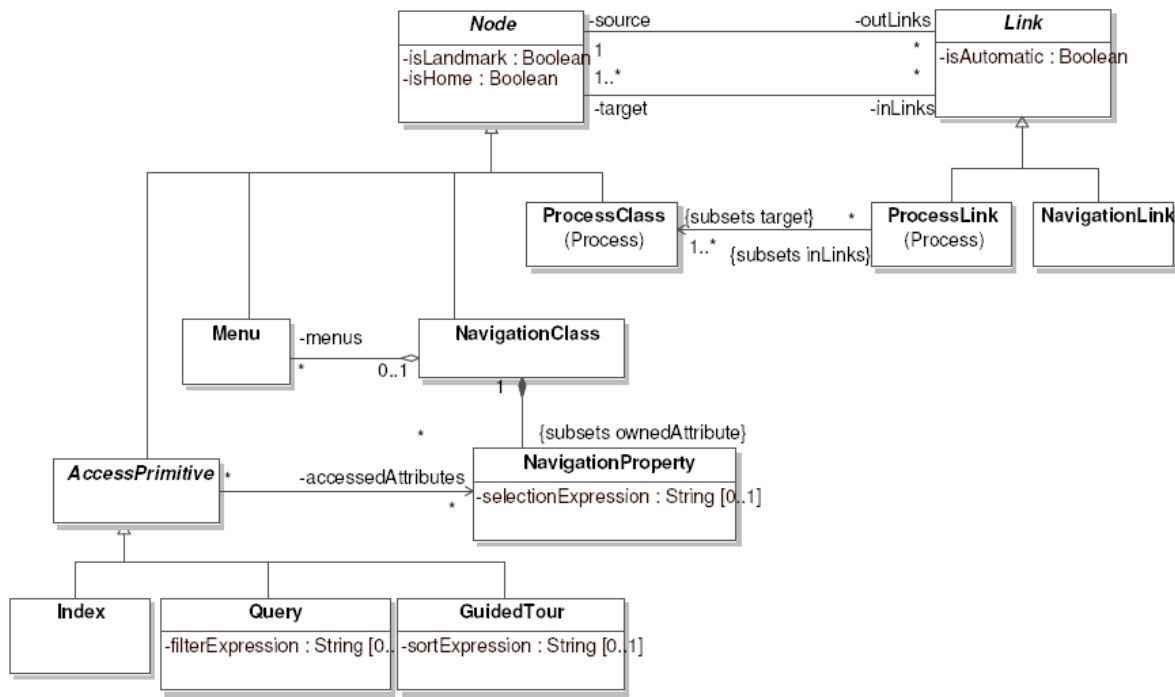 Node
-source
-outLinks
Link
-isLandmark : Boolean
1
*
-isAutomatic : Boolean
-isHome : Boolean
1..*
*
-target
-inLinks
ProcessClass
(Process)
{subsets target}
*
ProcessLink
(Process)
NavigationLink
1..*
{subsets inLinks}
Menu
-menus
NavigationClass
*
0..1
1
*
{subsets ownedAttribute}
AccessPrimitive
*
-accessedAttributes
NavigationProperty
*
-selectionExpression : String [0..1]
Index
Query
GuidedTour
-filterExpression : String [0..
-sortExpression : String [0..1]